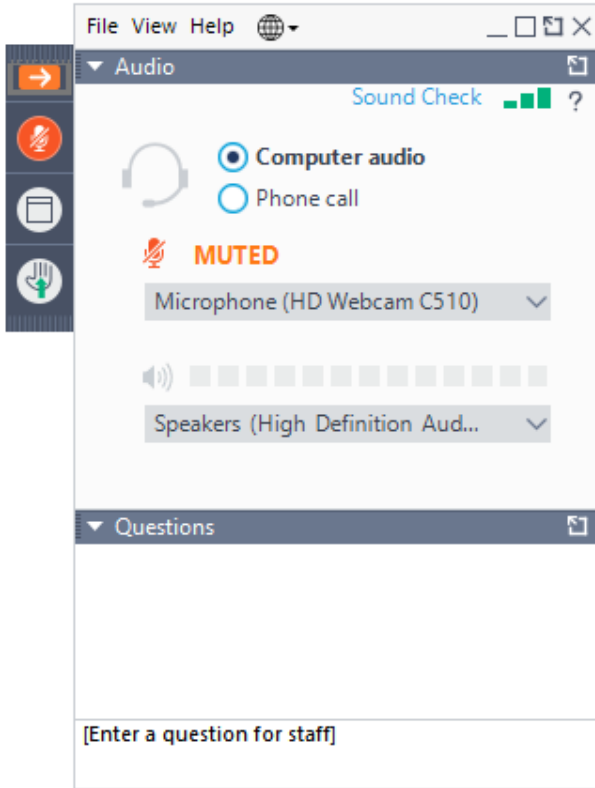 File View Help
Audio
Sound Check ?
Computer audio
Phone call
MUTED
Microphone (HD Webcam C510)
Speakers (High Definition Aud...
Questions
[Enter a question for staff]